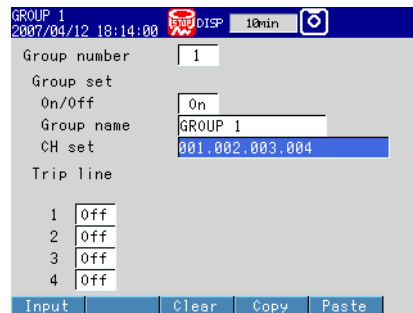 GROUP 1
2007/04/12 18:14:00 STOP DISP 10min
Group number 1
Group set
On/Off On
Group name GROUP 1
CH set 001.002.003.004
Trip line
1 Off
2 Off
3 Off
4 Off
Input Clear Copy Paste